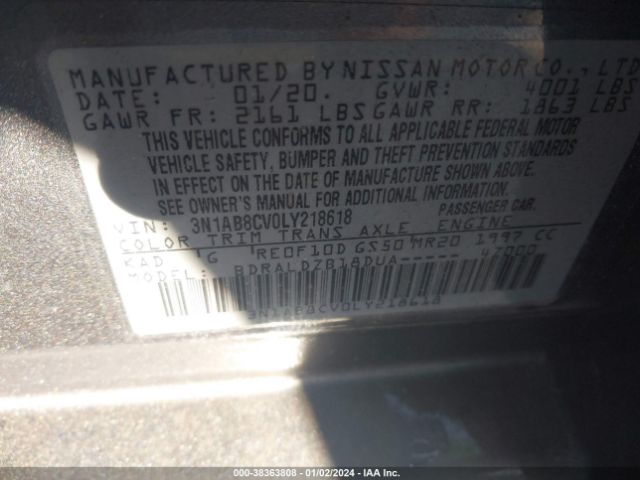 MANUFACTURED BY NISSAN MOTOR CO., LTD
DATE: 01/20. GVWR: 4001 LBS
GAWR FR: 2161 LBS GAWR RR: 1863 LBS
THIS VEHICLE CONFORMS TO ALL APPLICABLE FEDERAL MOTOR
VEHICLE SAFETY, BUMPER AND THEFT PREVENTION STANDARDS
IN EFFECT ON THE DATE OF MANUFACTURE SHOWN ABOVE.
SEE OWNER'S MANUAL FOR ADDITIONAL INFORMATION.
VIN: 3N1AB8CV0LY218618 PASSENGER CAR.
COLOR TRIM TRANS AXLE ENGINE
KAD G RE0F10D GS50 MR20 1997 CC
MODEL: BDRALDZB18DUA----- 47000
3N1AB8CV0LY218618
000-38363808 - 01/02/2024 - IAA Inc.